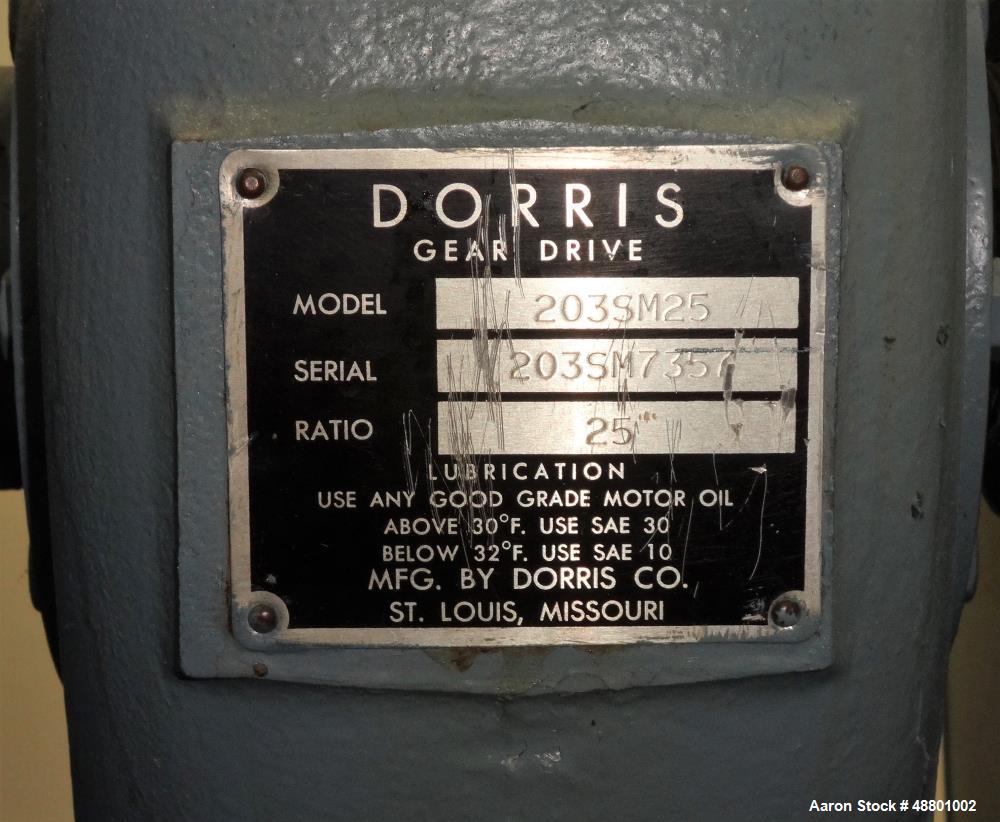 DORRIS
GEAR DRIVE
MODEL 203SM25
SERIAL 203SM7357
RATIO 25
LUBRICATION
USE ANY GOOD GRADE MOTOR OIL
ABOVE 30°F. USE SAE 30
BELOW 32°F. USE SAE 10
MFG. BY DORRIS CO.
ST. LOUIS, MISSOURI
Aaron Stock # 48801002